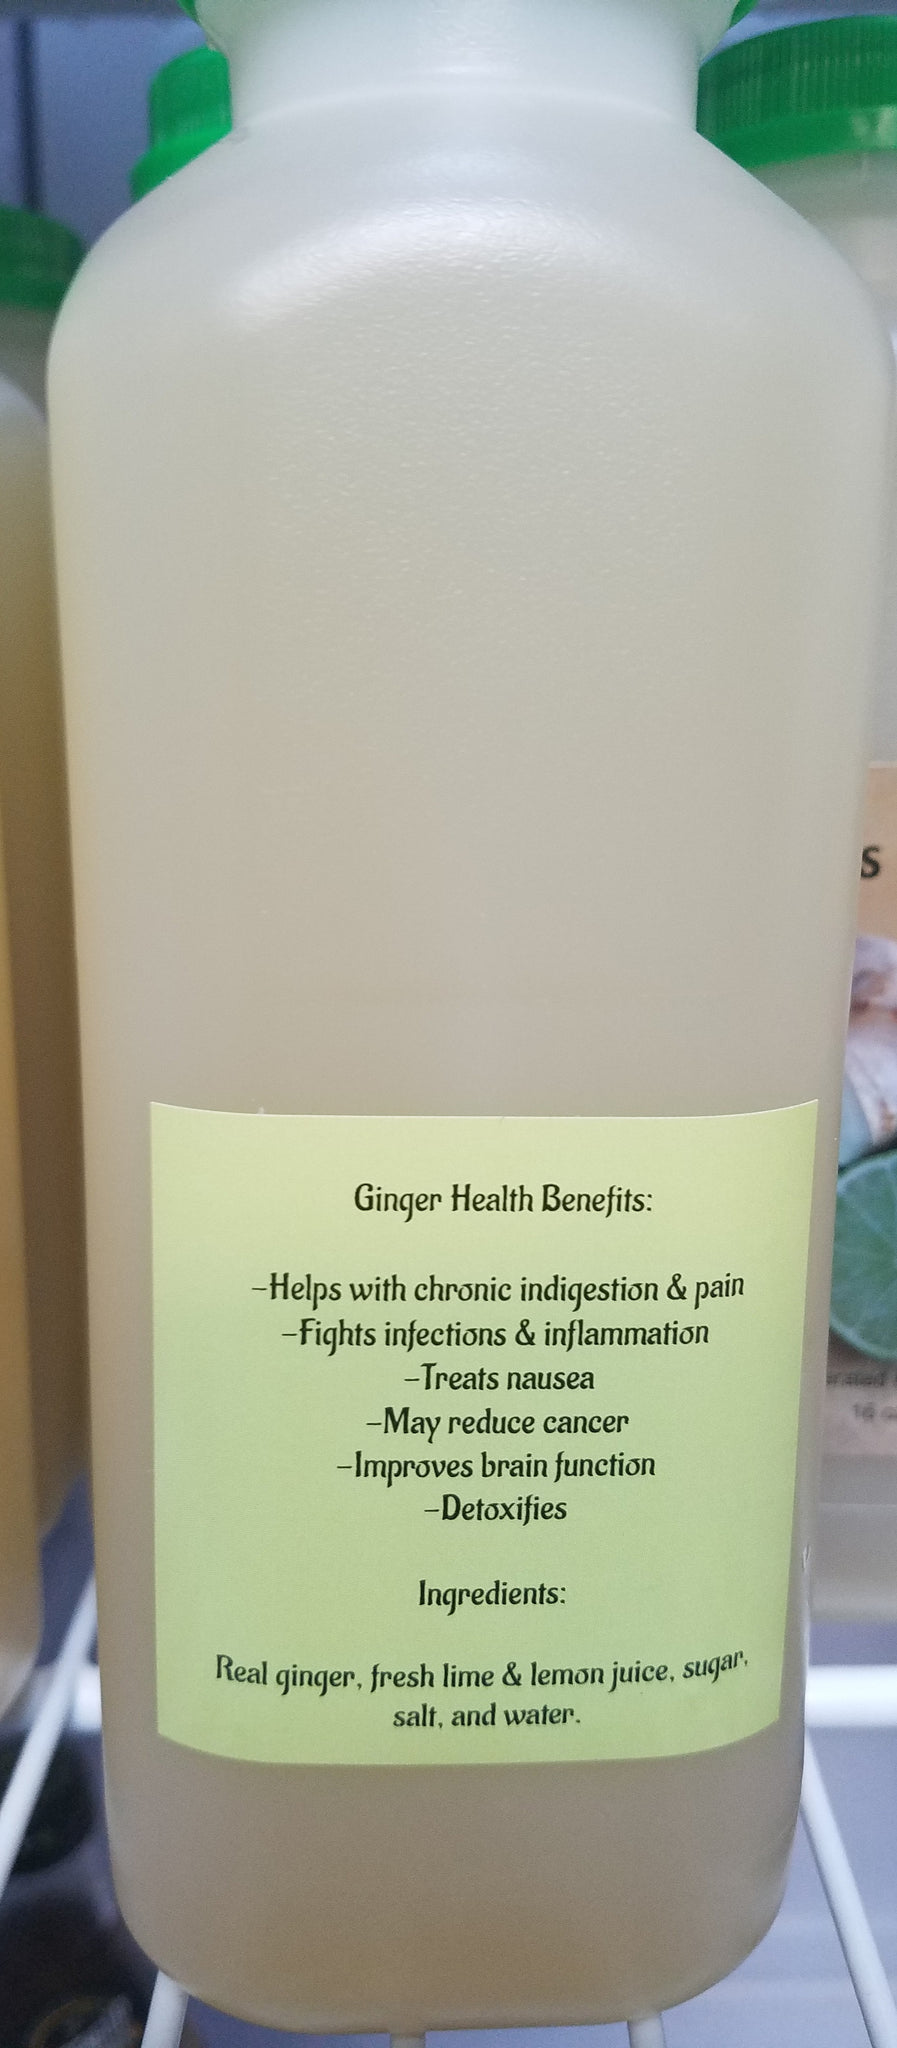 Ginger Health Benefits:
-Helps with chronic indigestion & pain
-Fights infections & inflammation
-Treats nausea
-May reduce cancer
-Improves brain function
-Detoxifies
Ingredients:
Real ginger, fresh lime & lemon juice, sugar,
salt, and water.
S